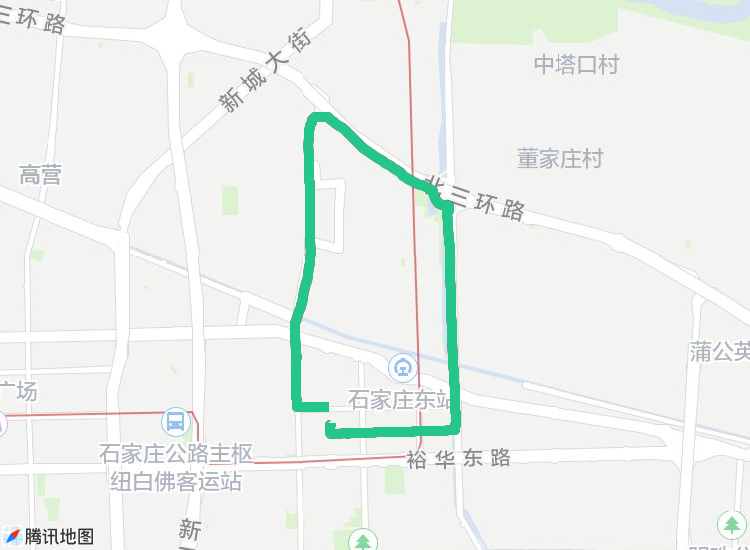 三环路
新城大街
中塔口村
董家庄村
高营
北三环路
蒲公英
广场
石家庄东站
石家庄公路主枢
纽白佛客运站
裕华东路
新
腾讯地图